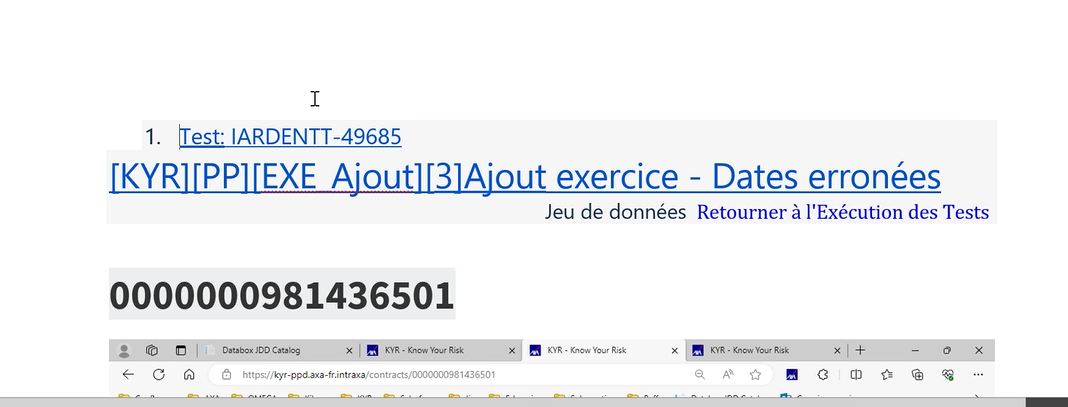 1. Test: IARDENTT-49685
[KYR][PP][EXE_Ajout][3]Ajout exercice - Dates erronées
Jeu de données Retourner à l'Exécution des Tests
0000000981436501
Databox JDD Catalog KYR - Know Your Risk KYR - Know Your Risk KYR - Know Your Risk
https://kyr-ppd.axa-fr.intraxa/contracts/0000000981436501